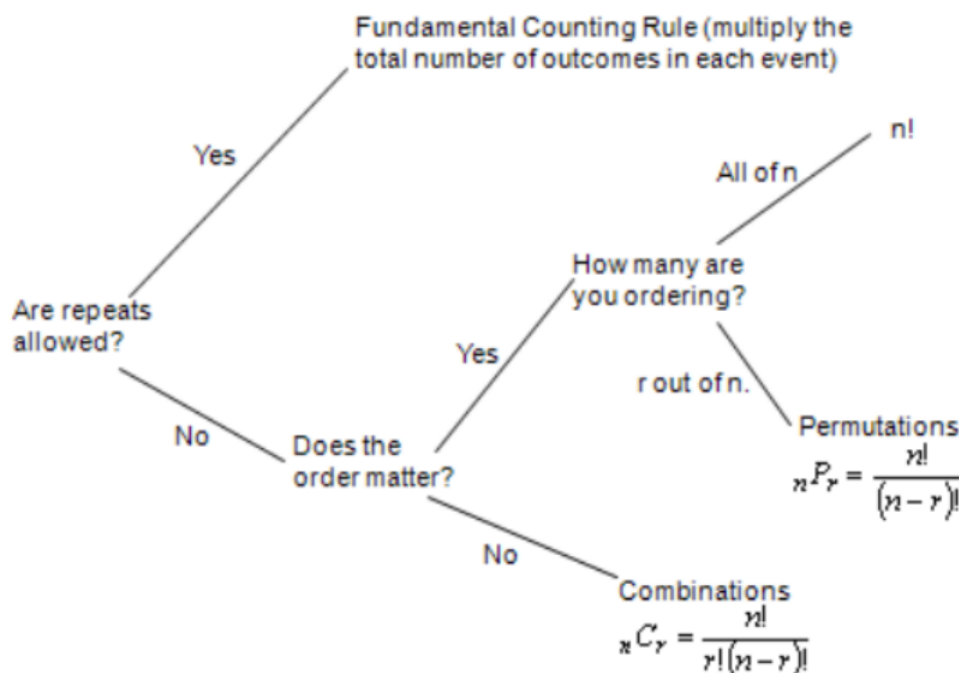 Fundamental Counting Rule (multiply the
total number of outcomes in each event)
n!
Yes
All of n
How many are
you ordering?
Are repeats
allowed?
Yes
r out of n.
No
Does the
order matter?
Permutations
nPr = n!/(n − r)!
No
Combinations
nCr = n!/r!(n − r)!